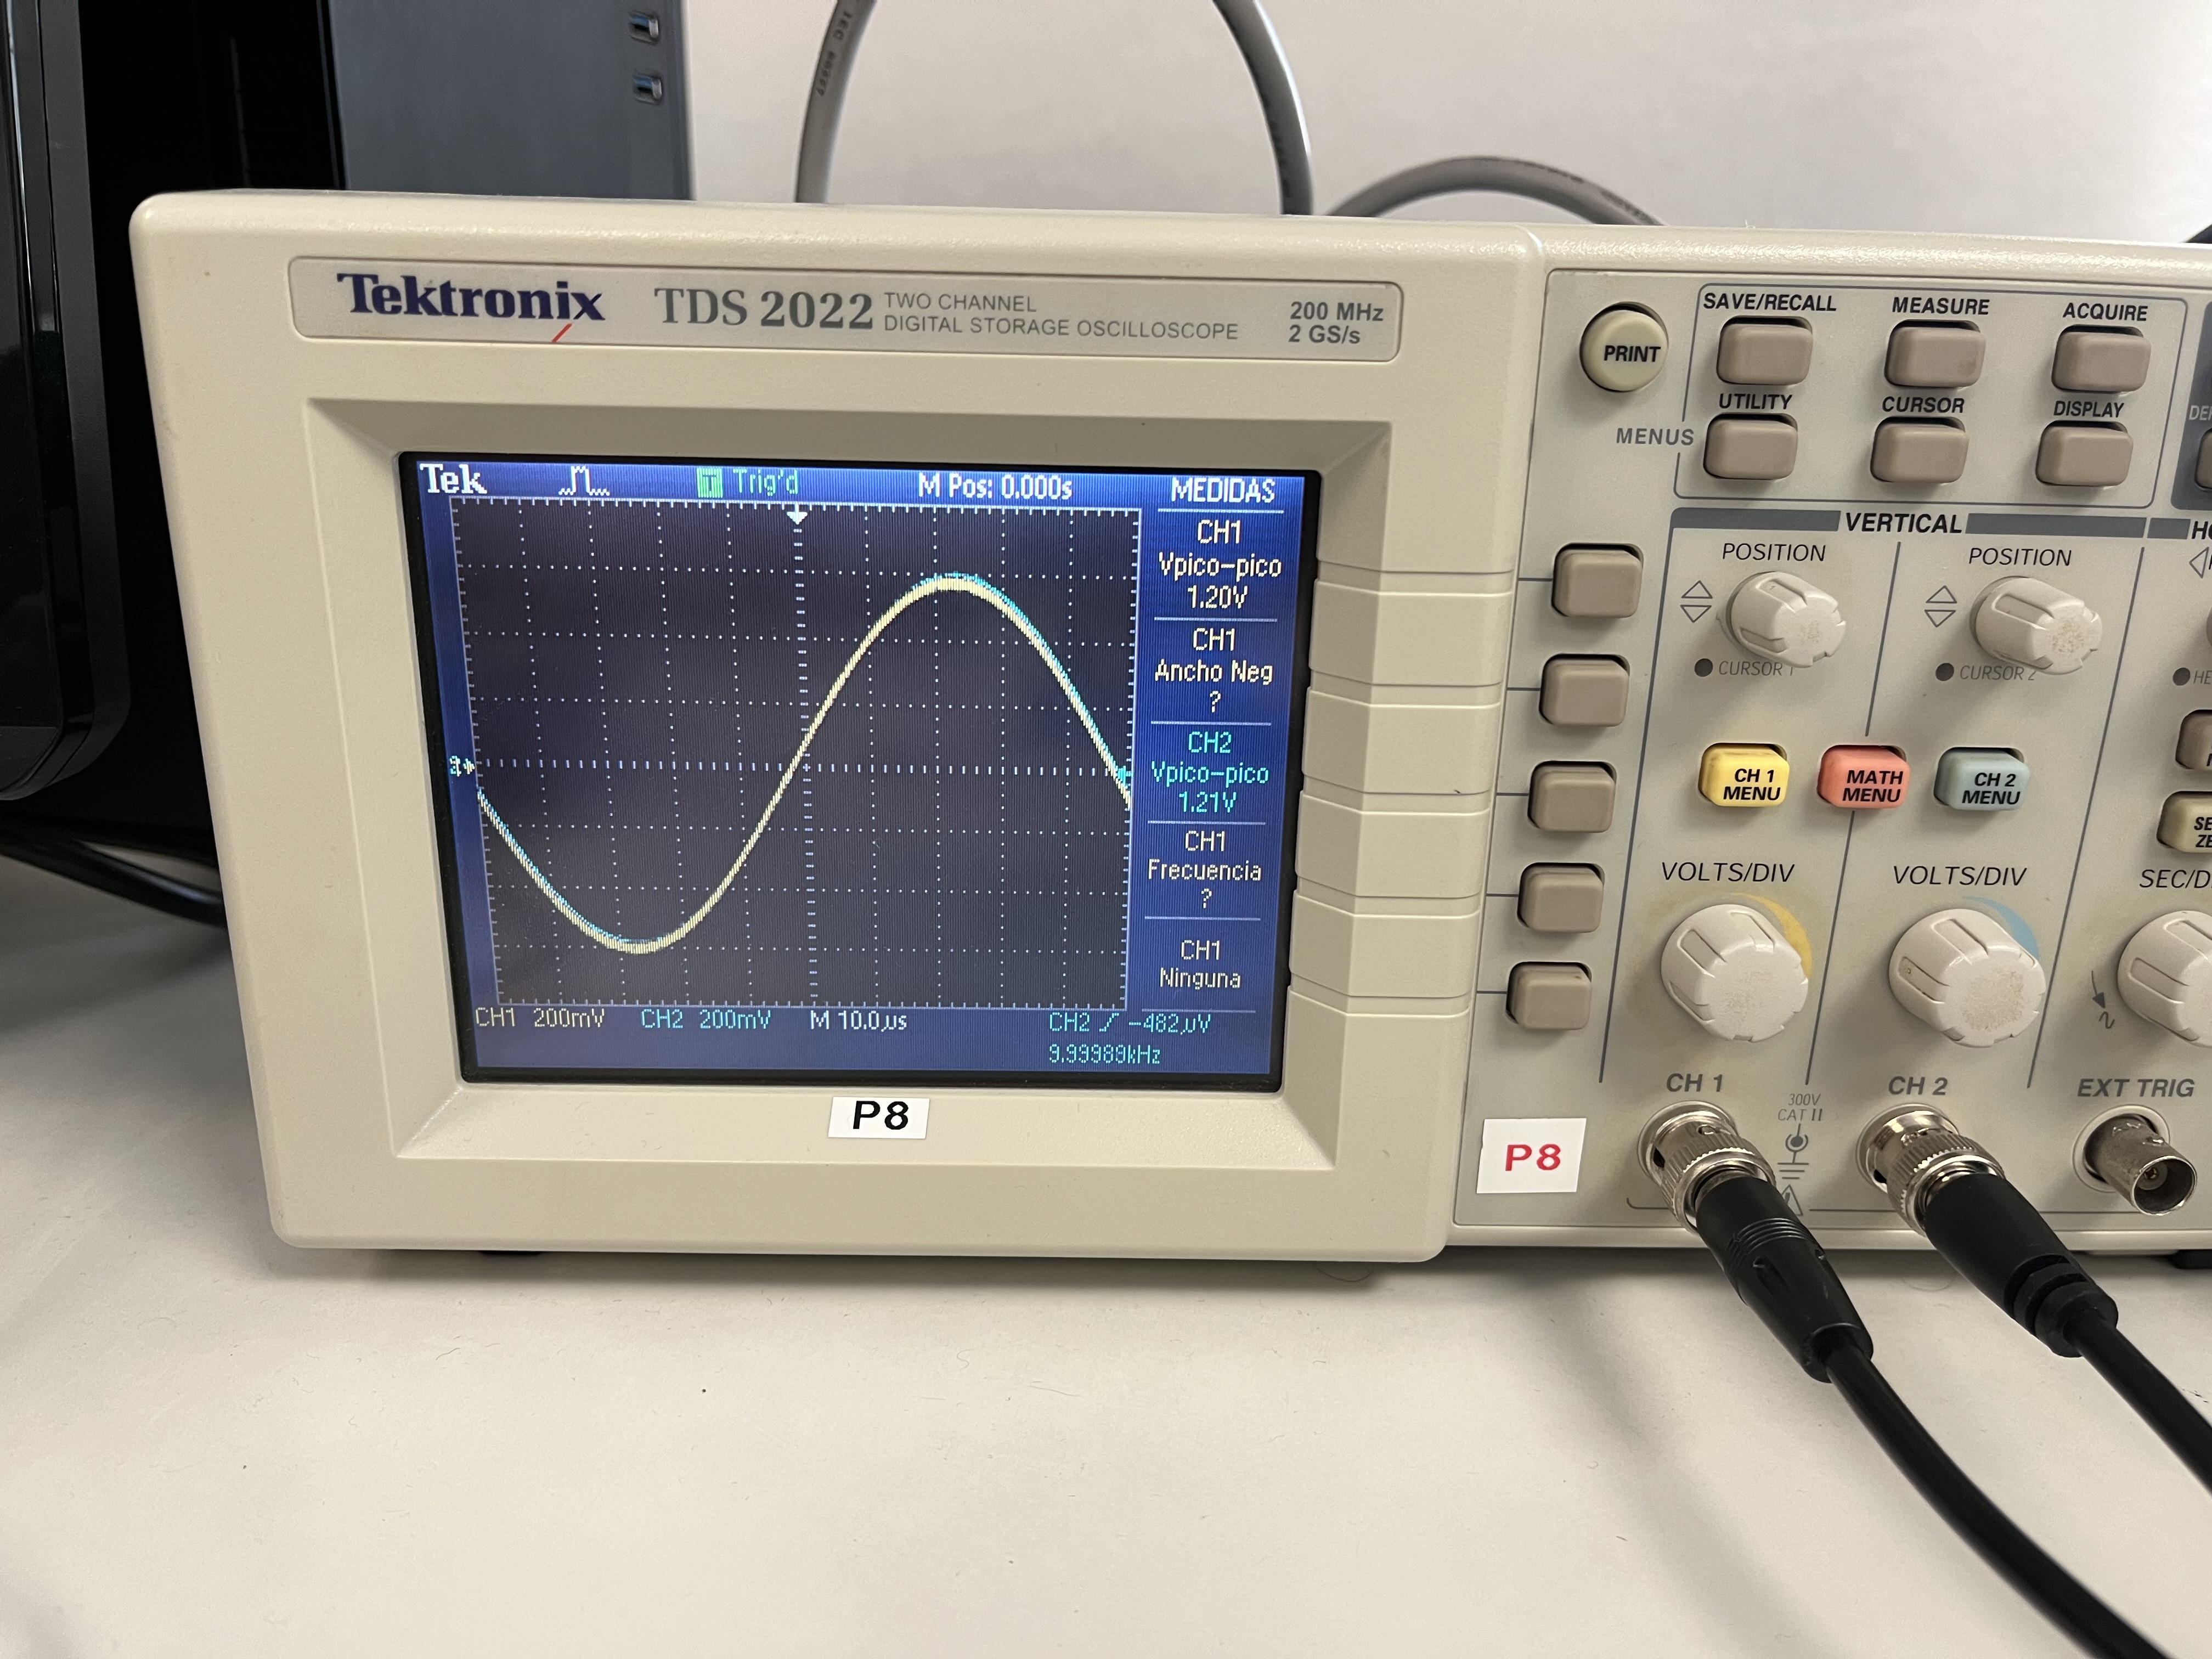 IEC 60227
Tektronix TDS 2022 TWO CHANNEL
DIGITAL STORAGE OSCILLOSCOPE
200 MHz
2 GS/s
Tek Trig'd M Pos: 0.000s MEDIDAS
CH1
Vpico-pico
1.20V
CH1
Ancho Neg
?
CH2
Vpico-pico
1.21V
CH1
Frecuencia
?
CH1
Ninguna
CH1 200mV CH2 200mV M 10.0µs CH2 -482µV
9.99989kHz
P8
PRINT
SAVE/RECALL MEASURE ACQUIRE
UTILITY CURSOR DISPLAY
MENUS
VERTICAL
POSITION POSITION
CURSOR 1 CURSOR 2
CH 1
MENU
MATH
MENU
CH 2
MENU
VOLTS/DIV VOLTS/DIV SEC/D
CH 1 CH 2 EXT TRIG
300V
CAT II
P8